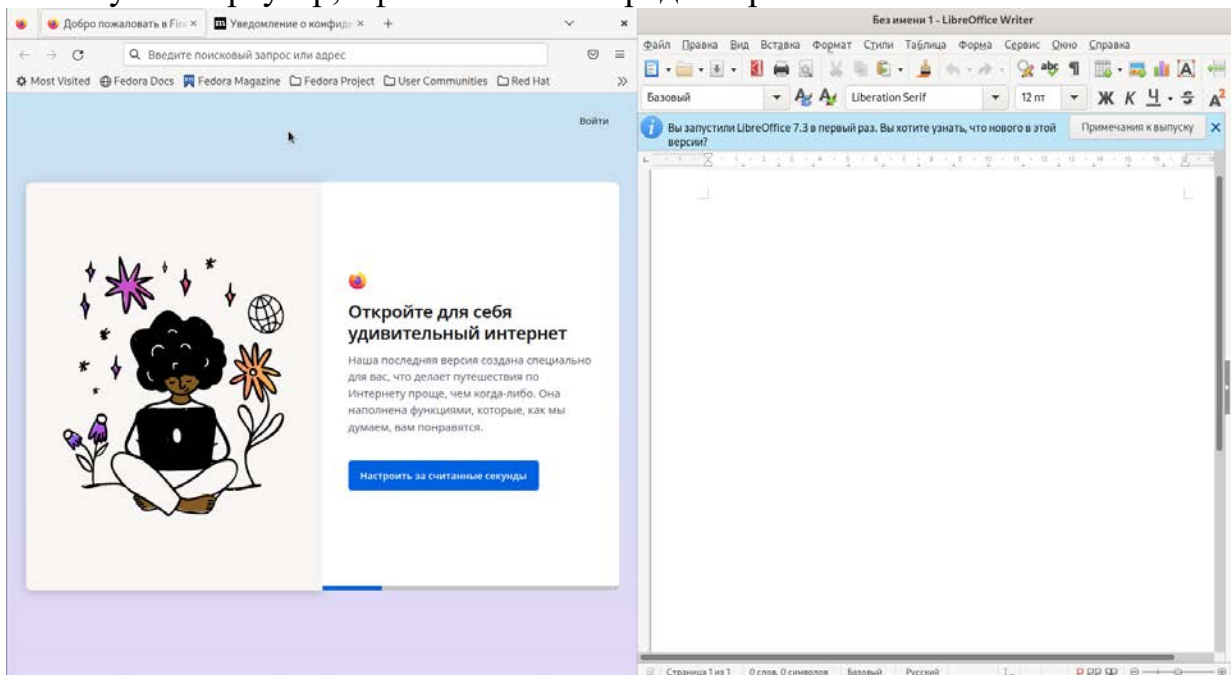 Добро пожаловать в Fire
Уведомление о конфиде
Введите поисковый запрос или адрес
Most Visited Fedora Docs Fedora Magazine Fedora Project User Communities Red Hat
Войти
Откройте для себя
удивительный интернет
Наша последняя версия создана специально
для вас, что делает путешествия по
Интернету проще, чем когда-либо. Она
наполнена функциями, которые, как мы
думаем, вам понравятся.
Настроить за считанные секунды
Без имени 1 - LibreOffice Writer
Файл Правка Вид Вставка Формат Стили Таблица Форма Сервис Окно Справка
Базовый Liberation Serif 12 пт Ж К Ч S A²
Вы запустили LibreOffice 7.3 в первый раз. Вы хотите узнать, что нового в этой
версии?
Примечания к выпуску
Страница 1 из 1 0 слов, 0 символов Базовый Русский